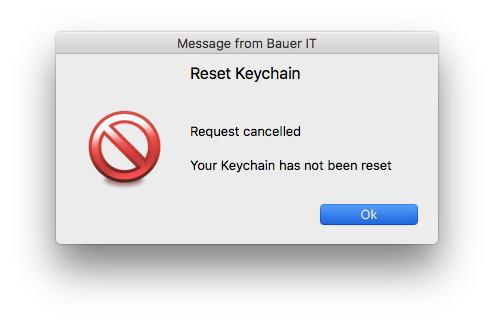 Message from Bauer IT
Reset Keychain
Request cancelled
Your Keychain has not been reset
Ok